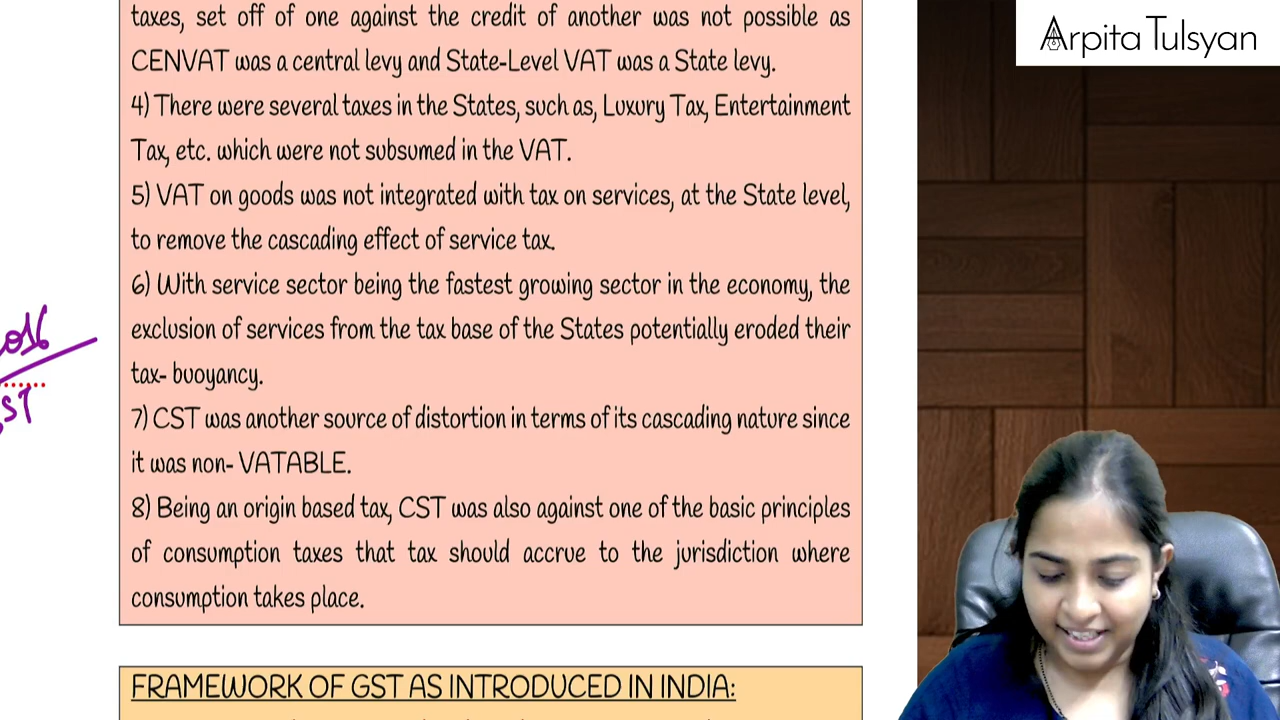 Arpita Tulsyan
taxes, set off of one against the credit of another was not possible as
CENVAT was a central levy and State-Level VAT was a State levy.
4) There were several taxes in the States, such as, Luxury Tax, Entertainment
Tax, etc. which were not subsumed in the VAT.
5) VAT on goods was not integrated with tax on services, at the State level,
to remove the cascading effect of service tax.
6) With service sector being the fastest growing sector in the economy, the
exclusion of services from the tax base of the States potentially eroded their
tax- buoyancy.
7) CST was another source of distortion in terms of its cascading nature since
it was non- VATABLE.
8) Being an origin based tax, CST was also against one of the basic principles
of consumption taxes that tax should accrue to the jurisdiction where
consumption takes place.
FRAMEWORK OF GST AS INTRODUCED IN INDIA: